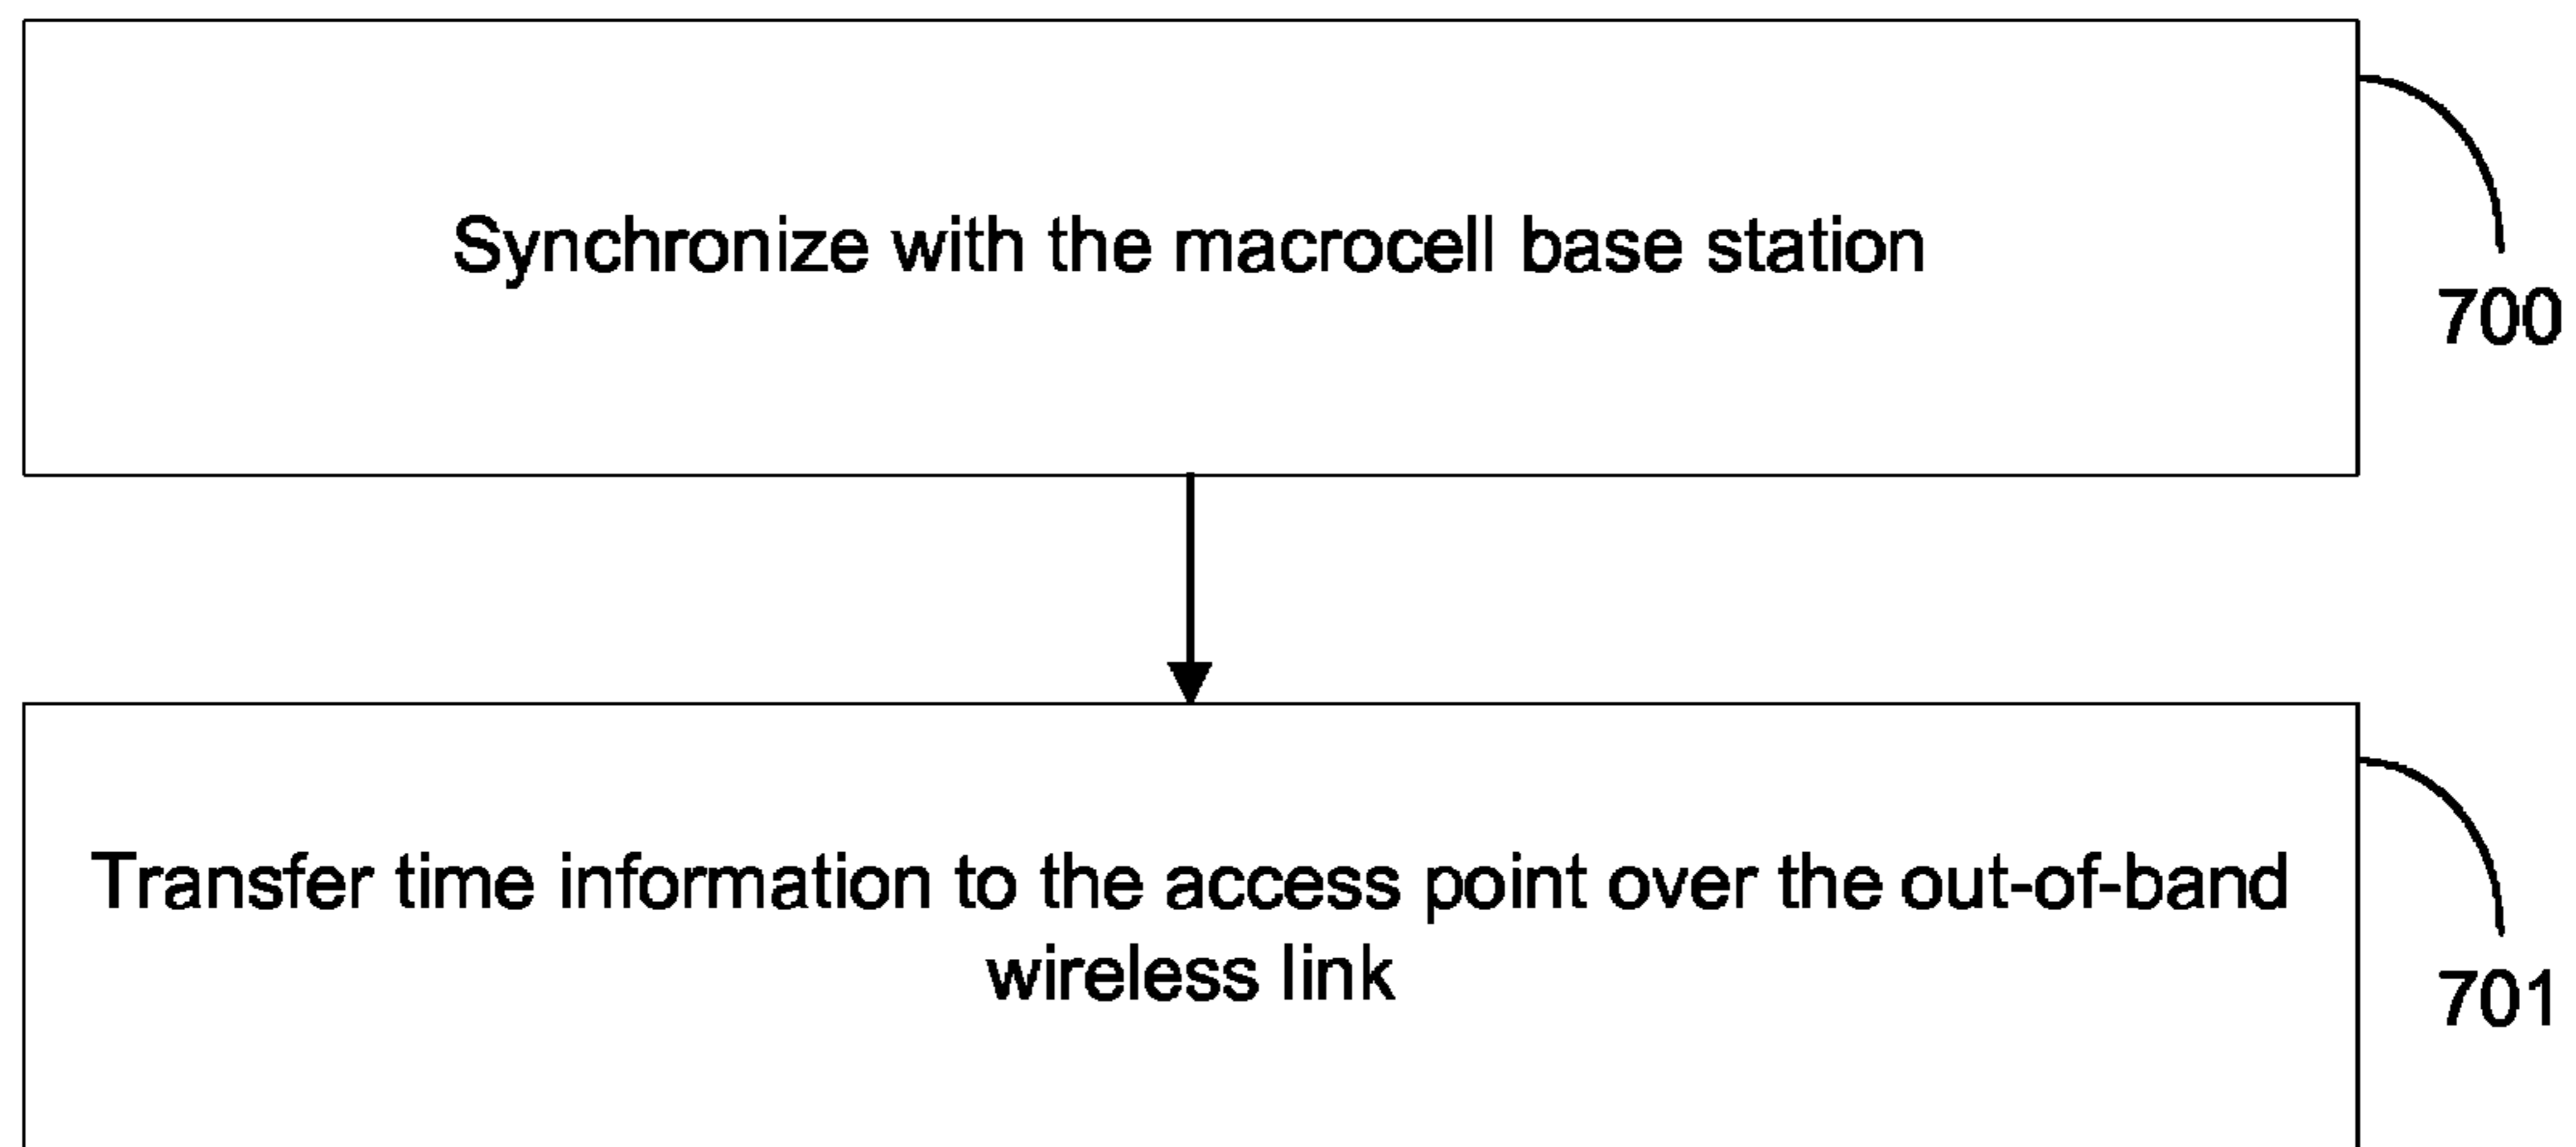 Synchronize with the macrocell base station
700
Transfer time information to the access point over the out-of-band
wireless link
701